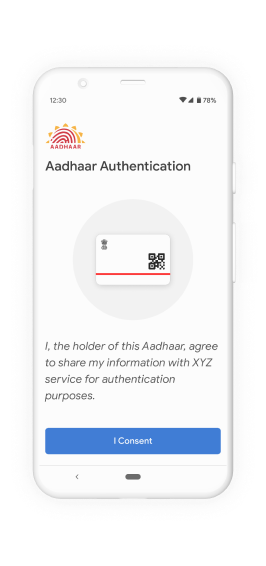 12:30
78%
AADHAAR
Aadhaar Authentication
I, the holder of this Aadhaar, agree
to share my information with XYZ
service for authentication
purposes.
I Consent